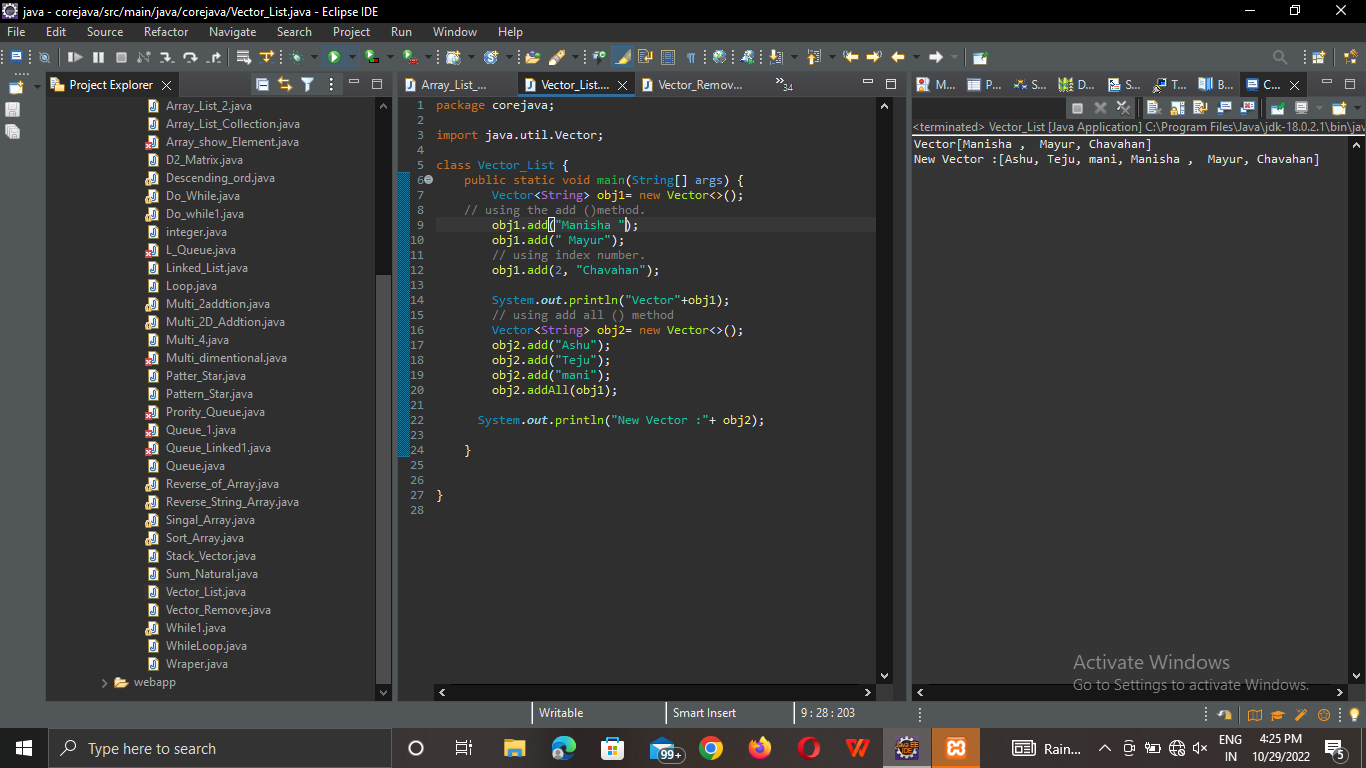 java - corejava/src/main/java/corejava/Vector_List.java - Eclipse IDE
File Edit Source Refactor Navigate Search Project Run Window Help
Project Explorer
Array_List_2.java
Array_List_Collection.java
Array_show_Element.java
D2_Matrix.java
Descending_ord.java
Do_While.java
Do_while1.java
integer.java
L_Queue.java
Linked_List.java
Loop.java
Multi_2addtion.java
Multi_2D_Addtion.java
Multi_4.java
Multi_dimentional.java
Patter_Star.java
Pattern_Star.java
Prority_Queue.java
Queue_1.java
Queue_Linked1.java
Queue.java
Reverse_of_Array.java
Reverse_String_Array.java
Singal_Array.java
Sort_Array.java
Stack_Vector.java
Sum_Natural.java
Vector_List.java
Vector_Remove.java
While1.java
WhileLoop.java
Wraper.java
webapp
Array_List_... Vector_List.... Vector_Remov... »34
1 package corejava;
2
3 import java.util.Vector;
4
5 class Vector_List {
6 public static void main(String[] args) {
7 Vector<String> obj1= new Vector<>();
8 // using the add ()method.
9 obj1.add("Manisha ");
10 obj1.add(" Mayur");
11 // using index number.
12 obj1.add(2, "Chavahan");
13
14 System.out.println("Vector"+obj1);
15 // using add all () method
16 Vector<String> obj2= new Vector<>();
17 obj2.add("Ashu");
18 obj2.add("Teju");
19 obj2.add("mani");
20 obj2.addAll(obj1);
21
22 System.out.println("New Vector :"+ obj2);
23
24 }
25
26
27 }
28
M... P... S... D... S... T... B... C...
<terminated> Vector_List [Java Application] C:\Program Files\Java\jdk-18.0.2.1\bin\jav
Vector[Manisha ,  Mayur, Chavahan]
New Vector :[Ashu, Teju, mani, Manisha ,  Mayur, Chavahan]
Activate Windows
Go to Settings to activate Windows.
Writable Smart Insert 9 : 28 : 203
Type here to search
99+
Rain...
ENG
IN
4:25 PM
10/29/2022
5